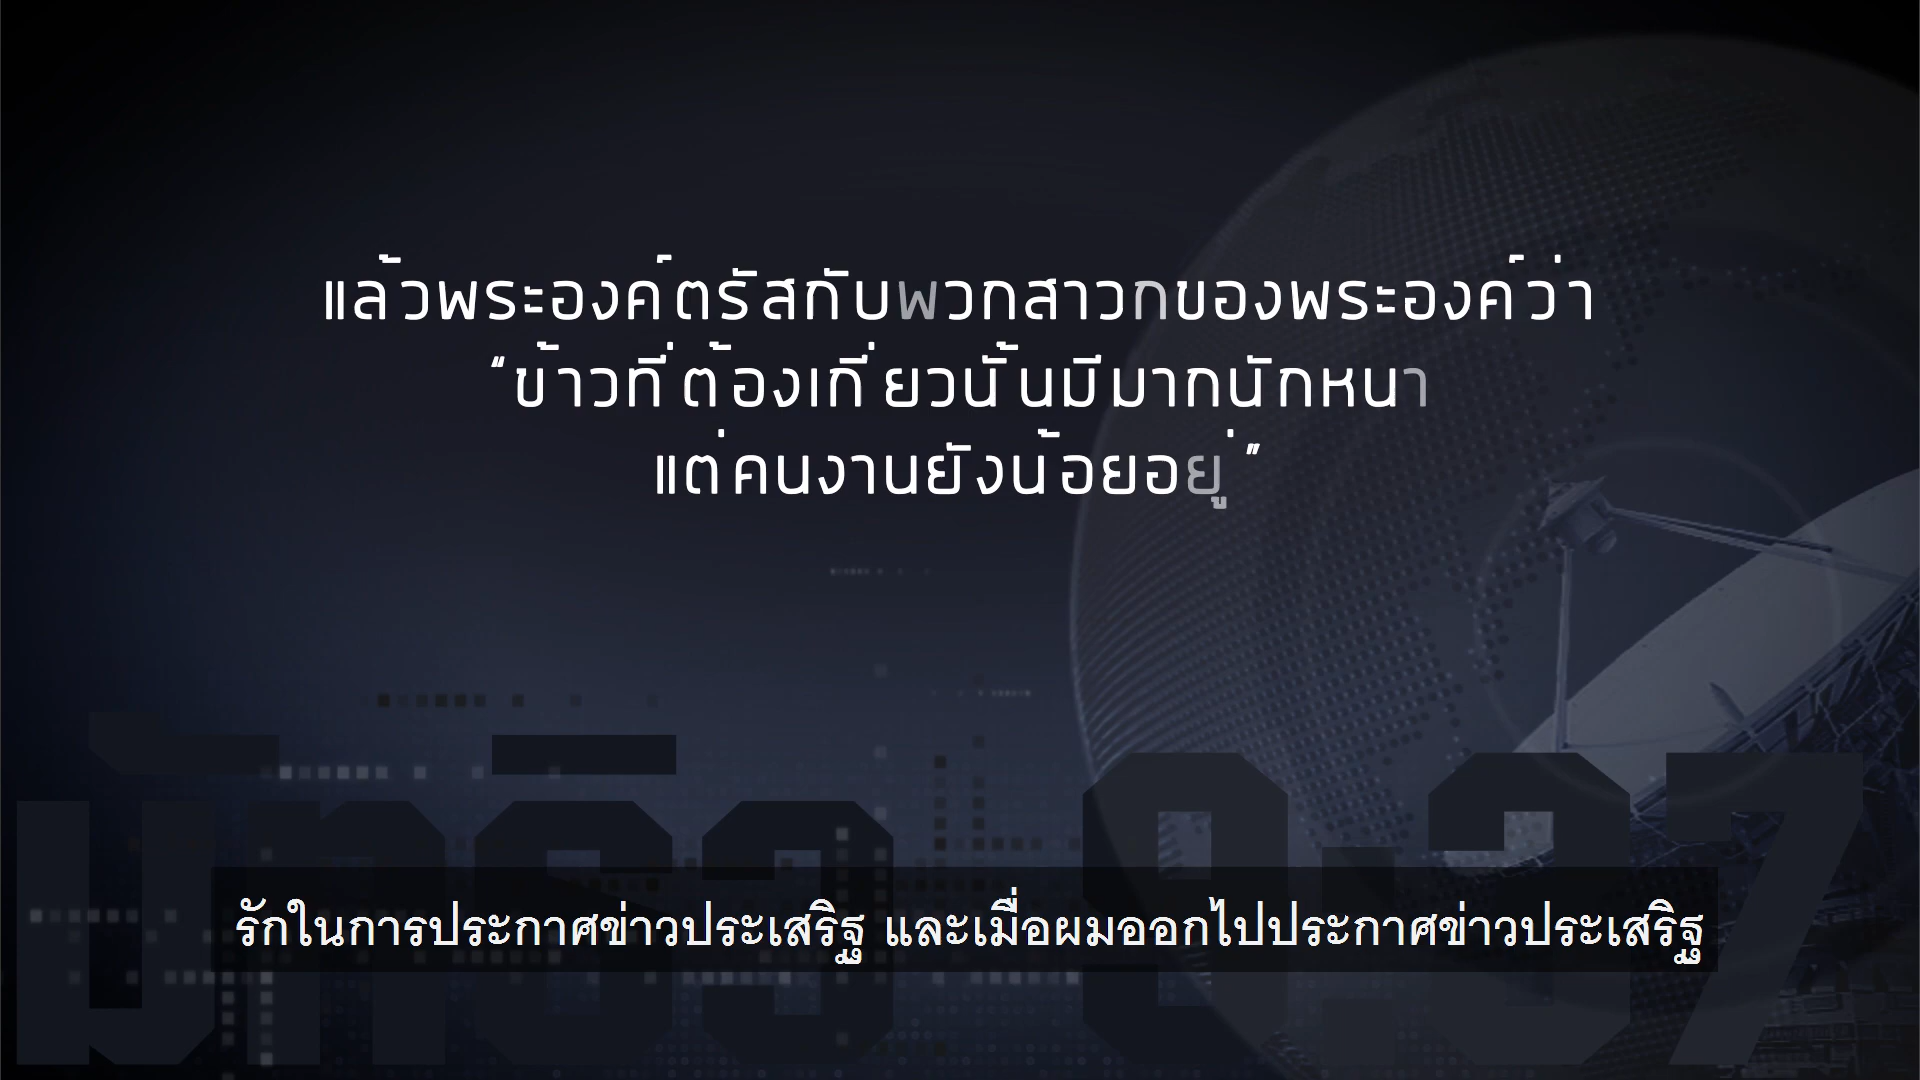 แล้วพระองค์ตรัสกับพวกสาวกของพระองค์ว่า
“ข้าวที่ต้องเกี่ยวนั้นมีมากนักหนา
แต่คนงานยังน้อยอยู่”
มัทธิว 9:37
รักในการประกาศข่าวประเสริฐ และเมื่อผมออกไปประกาศข่าวประเสริฐ